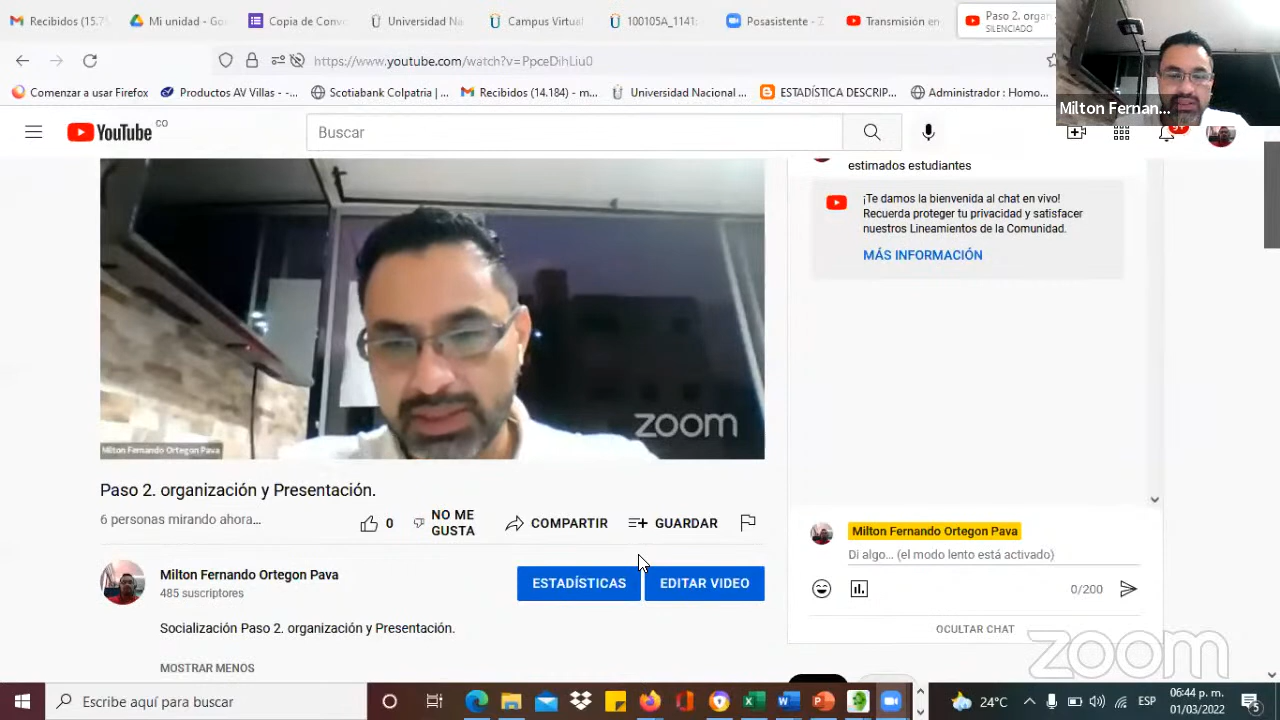 Recibidos (15.75
Mi unidad - Goo
Copia de Convo
Universidad Na
Campus Virtual
100105A_1141:
Posasistente - Z
Transmisión en
Paso 2. organ
SILENCIADO
https://www.youtube.com/watch?v=PpceDihLiu0
Comenzar a usar Firefox
Productos AV Villas - -...
Scotiabank Colpatria | ...
Recibidos (14.184) - m...
Universidad Nacional ...
ESTADÍSTICA DESCRIP...
Administrador : Homo...
Milton Fernan...
YouTube
CO
Buscar
9+
estimados estudiantes
¡Te damos la bienvenida al chat en vivo!
Recuerda proteger tu privacidad y satisfacer
nuestros Lineamientos de la Comunidad.
MÁS INFORMACIÓN
zoom
Milton Fernando Ortegon Pava
Paso 2. organización y Presentación.
6 personas mirando ahora...
0
NO ME
GUSTA
COMPARTIR
GUARDAR
Milton Fernando Ortegon Pava
Di algo... (el modo lento está activado)
0/200
OCULTAR CHAT
Milton Fernando Ortegon Pava
485 suscriptores
ESTADÍSTICAS
EDITAR VIDEO
Socialización Paso 2. organización y Presentación.
MOSTRAR MENOS
zoom
Escribe aquí para buscar
24°C
ESP
06:44 p. m.
01/03/2022
5